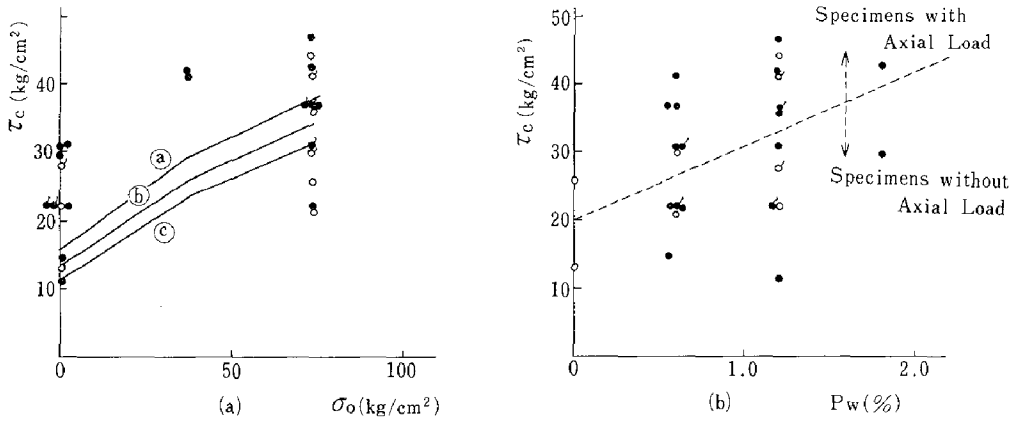 50
40
30
20
10
τc (kg/cm²)
ⓐ
ⓑ
ⓒ
0
50
100
(a)
σo(kg/cm²)
50
40
30
20
10
τc (kg/cm²)
Specimens with
Axial Load
Specimens without
Axial Load
0
1.0
2.0
(b)
Pw(%)